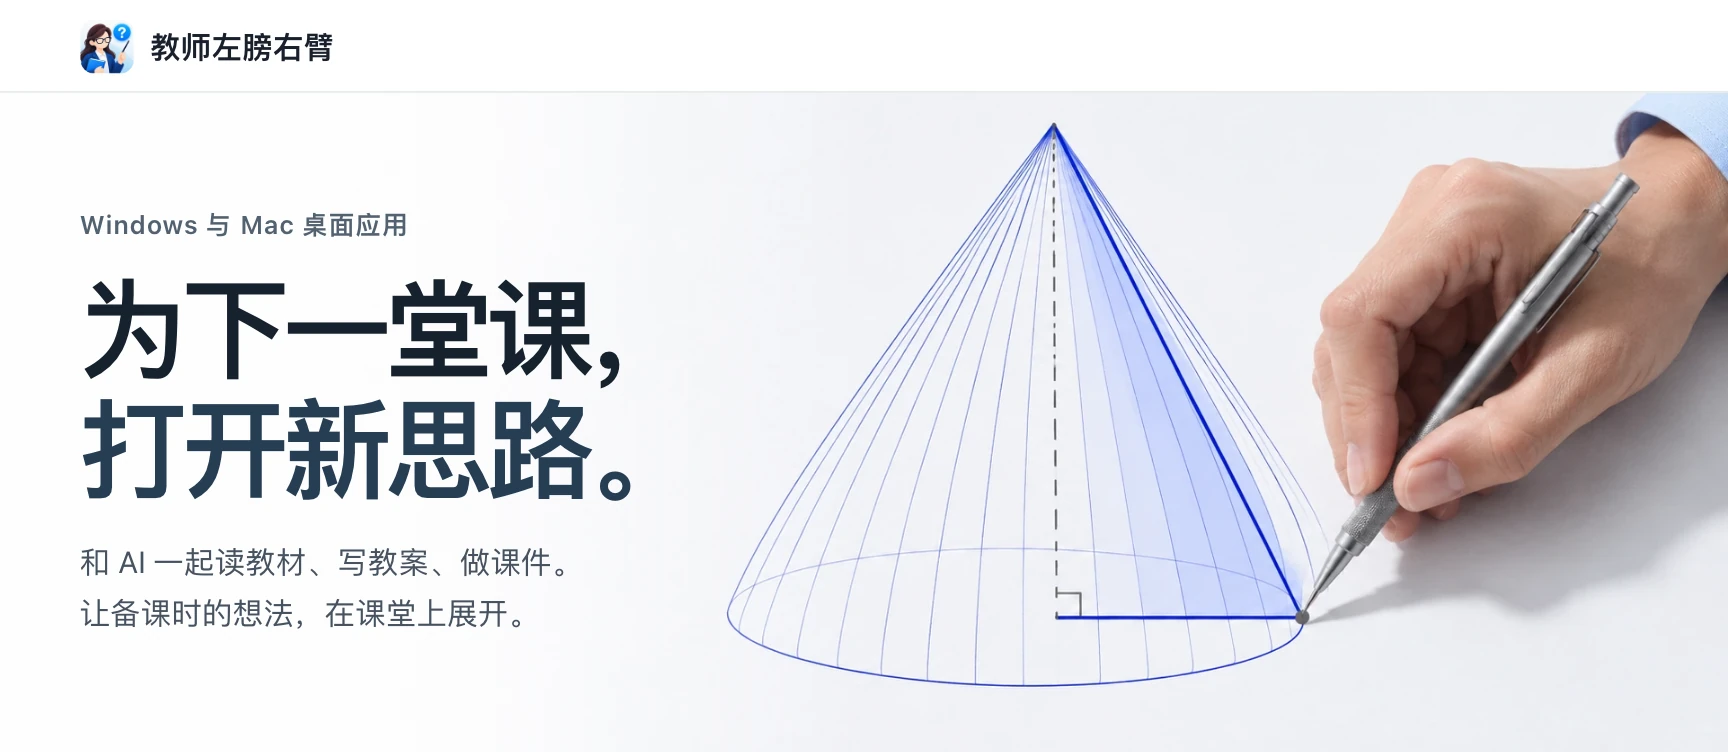 教师左膀右臂
Windows 与 Mac 桌面应用
为下一堂课，
打开新思路。
和 AI 一起读教材、写教案、做课件。
让备课时的想法，在课堂上展开。